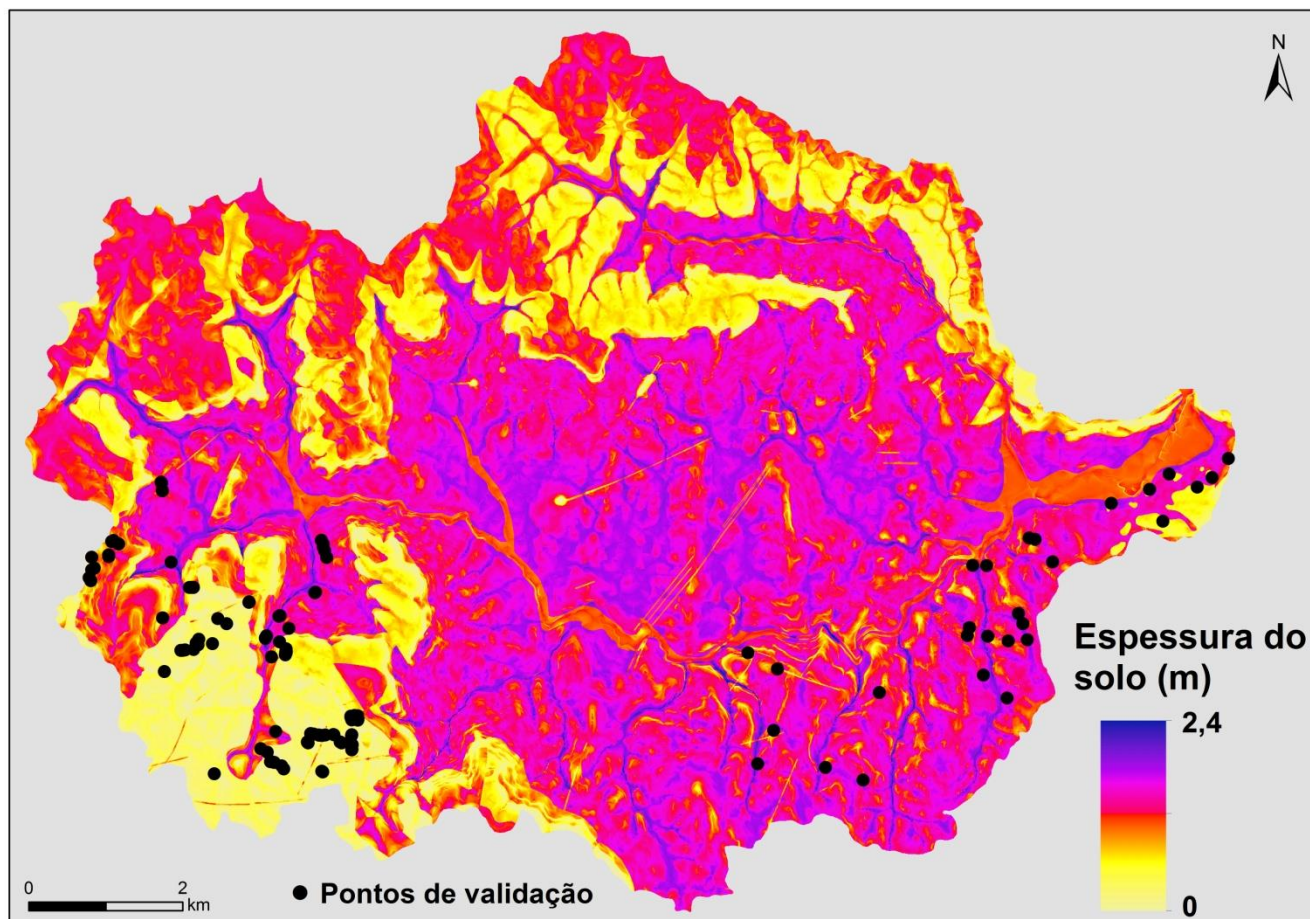 N
Espessura do
solo (m)
2,4
0
0 2
km
Pontos de validação